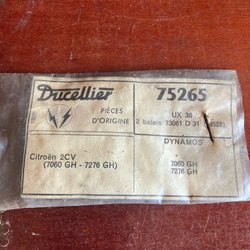 Ducellier
75265
PIÈCES
D'ORIGINE
UX 36
2 balais 73061 D 31
DYNAMOS
Citroën 2CV
(7060 GH - 7276 GH)
7060 GH
7276 GH